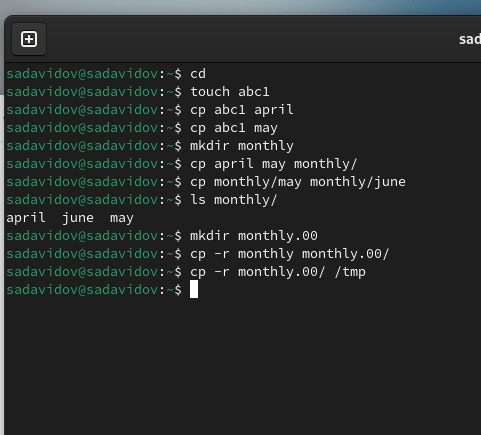 sad
sadavidov@sadavidov:~$ cd
sadavidov@sadavidov:~$ touch abc1
sadavidov@sadavidov:~$ cp abc1 april
sadavidov@sadavidov:~$ cp abc1 may
sadavidov@sadavidov:~$ mkdir monthly
sadavidov@sadavidov:~$ cp april may monthly/
sadavidov@sadavidov:~$ cp monthly/may monthly/june
sadavidov@sadavidov:~$ ls monthly/
april  june  may
sadavidov@sadavidov:~$ mkdir monthly.00
sadavidov@sadavidov:~$ cp -r monthly monthly.00/
sadavidov@sadavidov:~$ cp -r monthly.00/ /tmp
sadavidov@sadavidov:~$